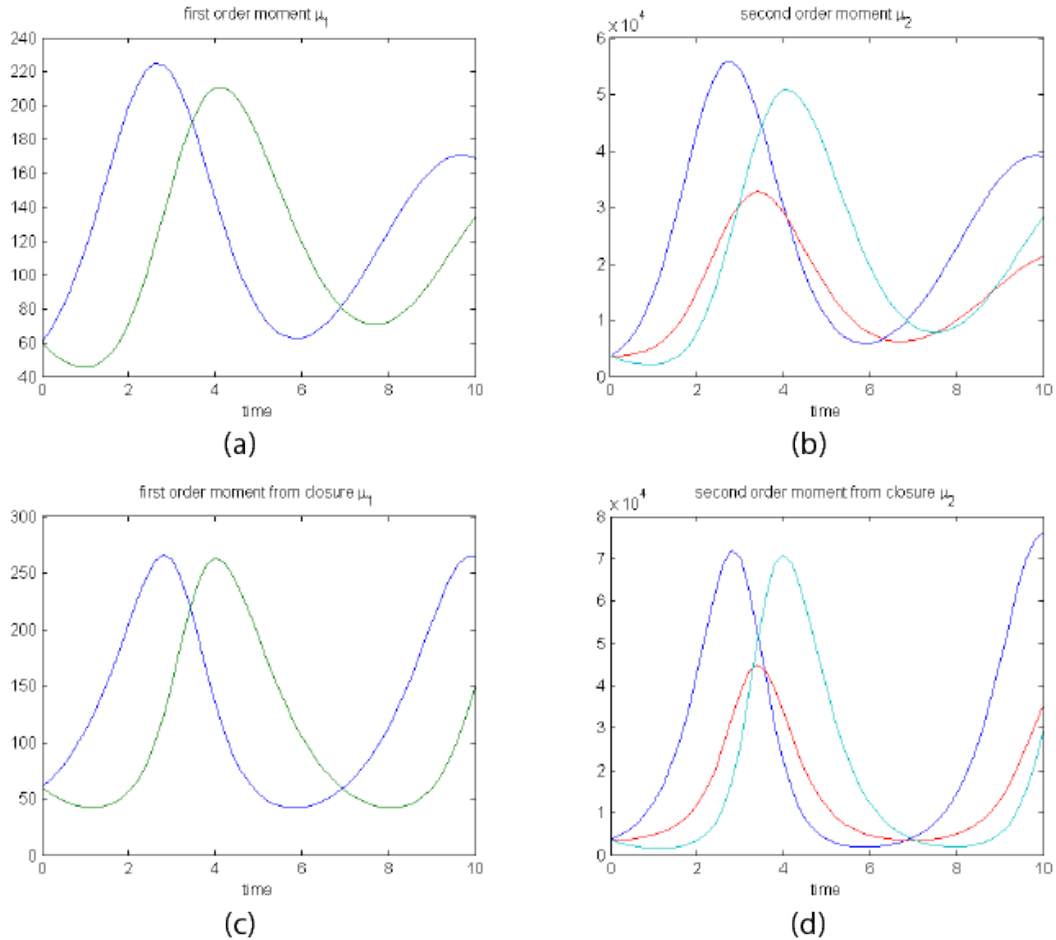 first order moment μ1
240
220
200
180
160
140
120
100
80
60
40
0 2 4 6 8 10
time
(a)
second order moment μ2
6 × 10^4
5
4
3
2
1
0
0 2 4 6 8 10
time
(b)
first order moment from closure μ1
300
250
200
150
100
50
0
0 2 4 6 8 10
time
(c)
second order moment from closure μ2
8 × 10^4
7
6
5
4
3
2
1
0
0 2 4 6 8 10
time
(d)